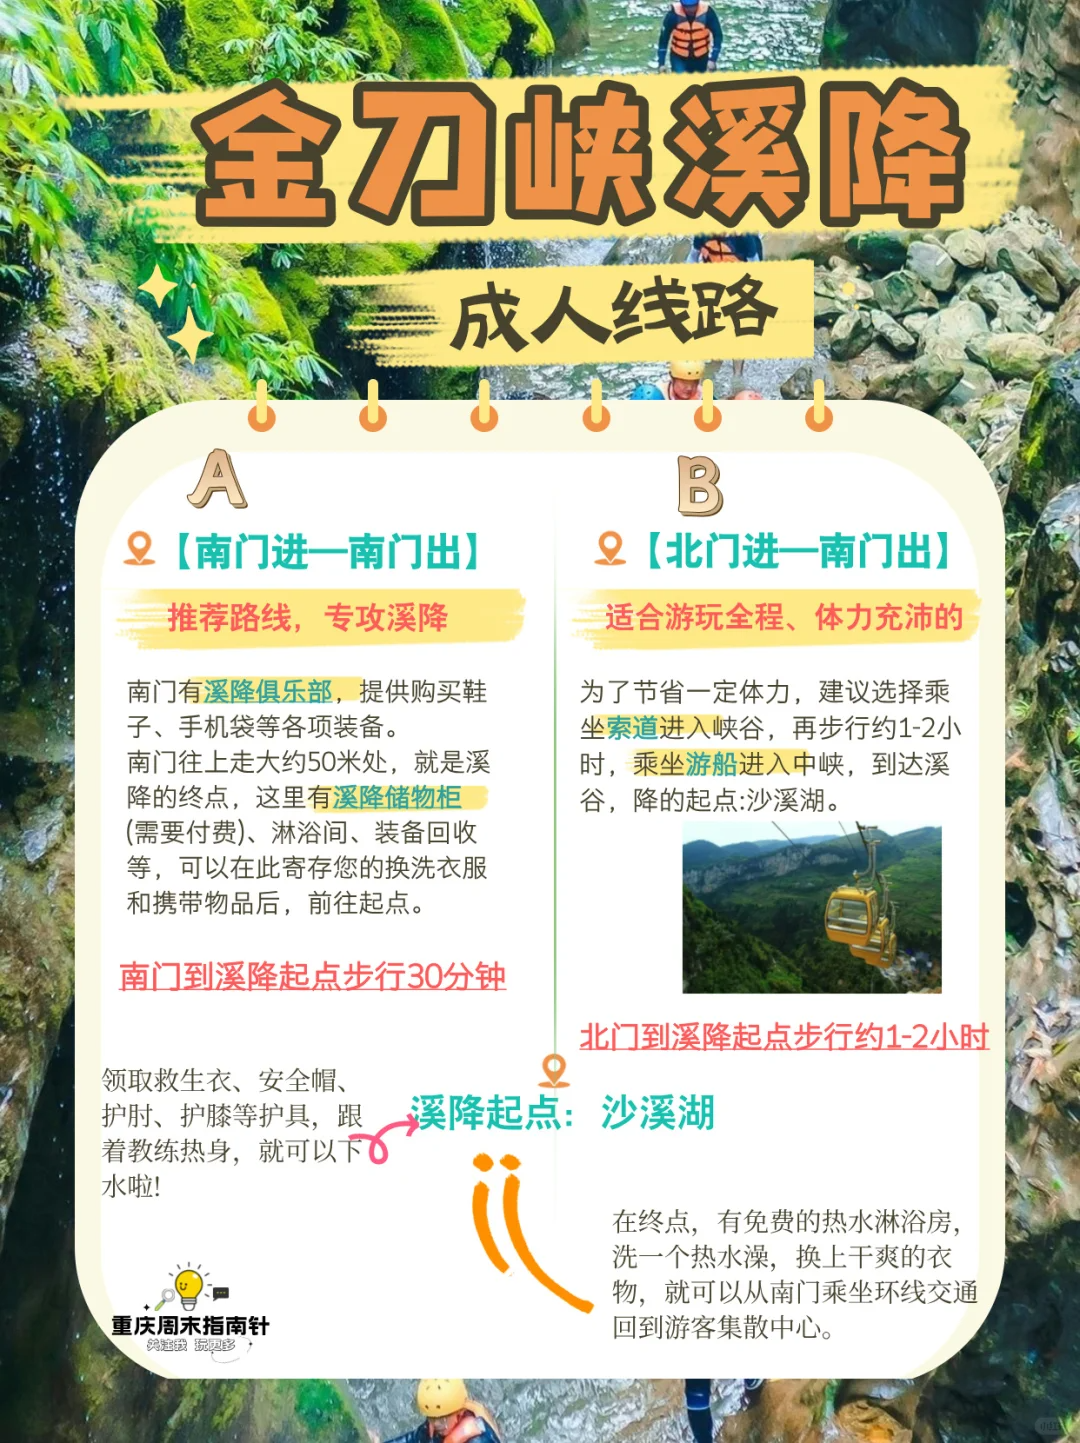 金刀峡溪降
成人线路
A
【南门进—南门出】
推荐路线，专攻溪降
南门有溪降俱乐部，提供购买鞋
子、手机袋等各项装备。
南门往上走大约50米处，就是溪
降的终点，这里有溪降储物柜
(需要付费)、淋浴间、装备回收
等，可以在此寄存您的换洗衣服
和携带物品后，前往起点。
南门到溪降起点步行30分钟
B
【北门进—南门出】
适合游玩全程、体力充沛的
为了节省一定体力，建议选择乘
坐索道进入峡谷，再步行约1-2小
时，乘坐游船进入中峡，到达溪
谷，降的起点:沙溪湖。
北门到溪降起点步行约1-2小时
溪降起点：沙溪湖
领取救生衣、安全帽、
护肘、护膝等护具，跟
着教练热身，就可以下
水啦!
在终点，有免费的热水淋浴房，
洗一个热水澡，换上干爽的衣
物，就可以从南门乘坐环线交通
回到游客集散中心。
重庆周末指南针
关注我 玩更多